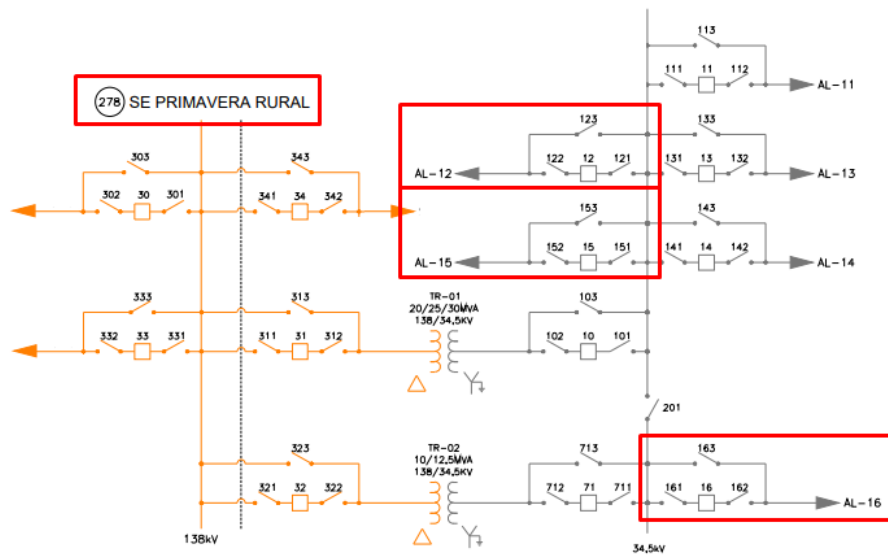 278 SE PRIMAVERA RURAL
113
111 11 112
AL-11
123
133
AL-12
122 12 121
131 13 132
AL-13
303
343
302 30 301
341 34 342
153
143
AL-15
152 15 151
141 14 142
AL-14
TR-01
20/25/30MVA
138/34,5KV
333
313
103
332 33 331
311 31 312
102 10 101
201
TR-02
10/12,5MVA
138/34,5KV
323
713
163
321 32 322
712 71 711
161 16 162
AL-16
138kV
34,5kV